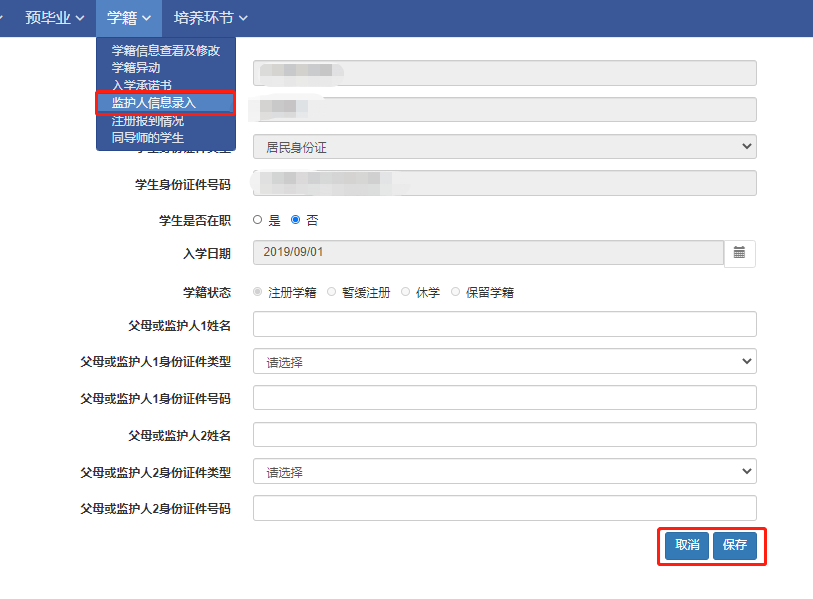 预毕业 学籍 培养环节
学籍信息查看及修改
学籍异动
入学承诺书
监护人信息录入
注册报到情况
同导师的学生
学生身份证件类型 居民身份证
学生身份证件号码
学生是否在职 是 否
入学日期 2019/09/01
学籍状态 注册学籍 暂缓注册 休学 保留学籍
父母或监护人1姓名
父母或监护人1身份证件类型 请选择
父母或监护人1身份证件号码
父母或监护人2姓名
父母或监护人2身份证件类型 请选择
父母或监护人2身份证件号码
取消 保存